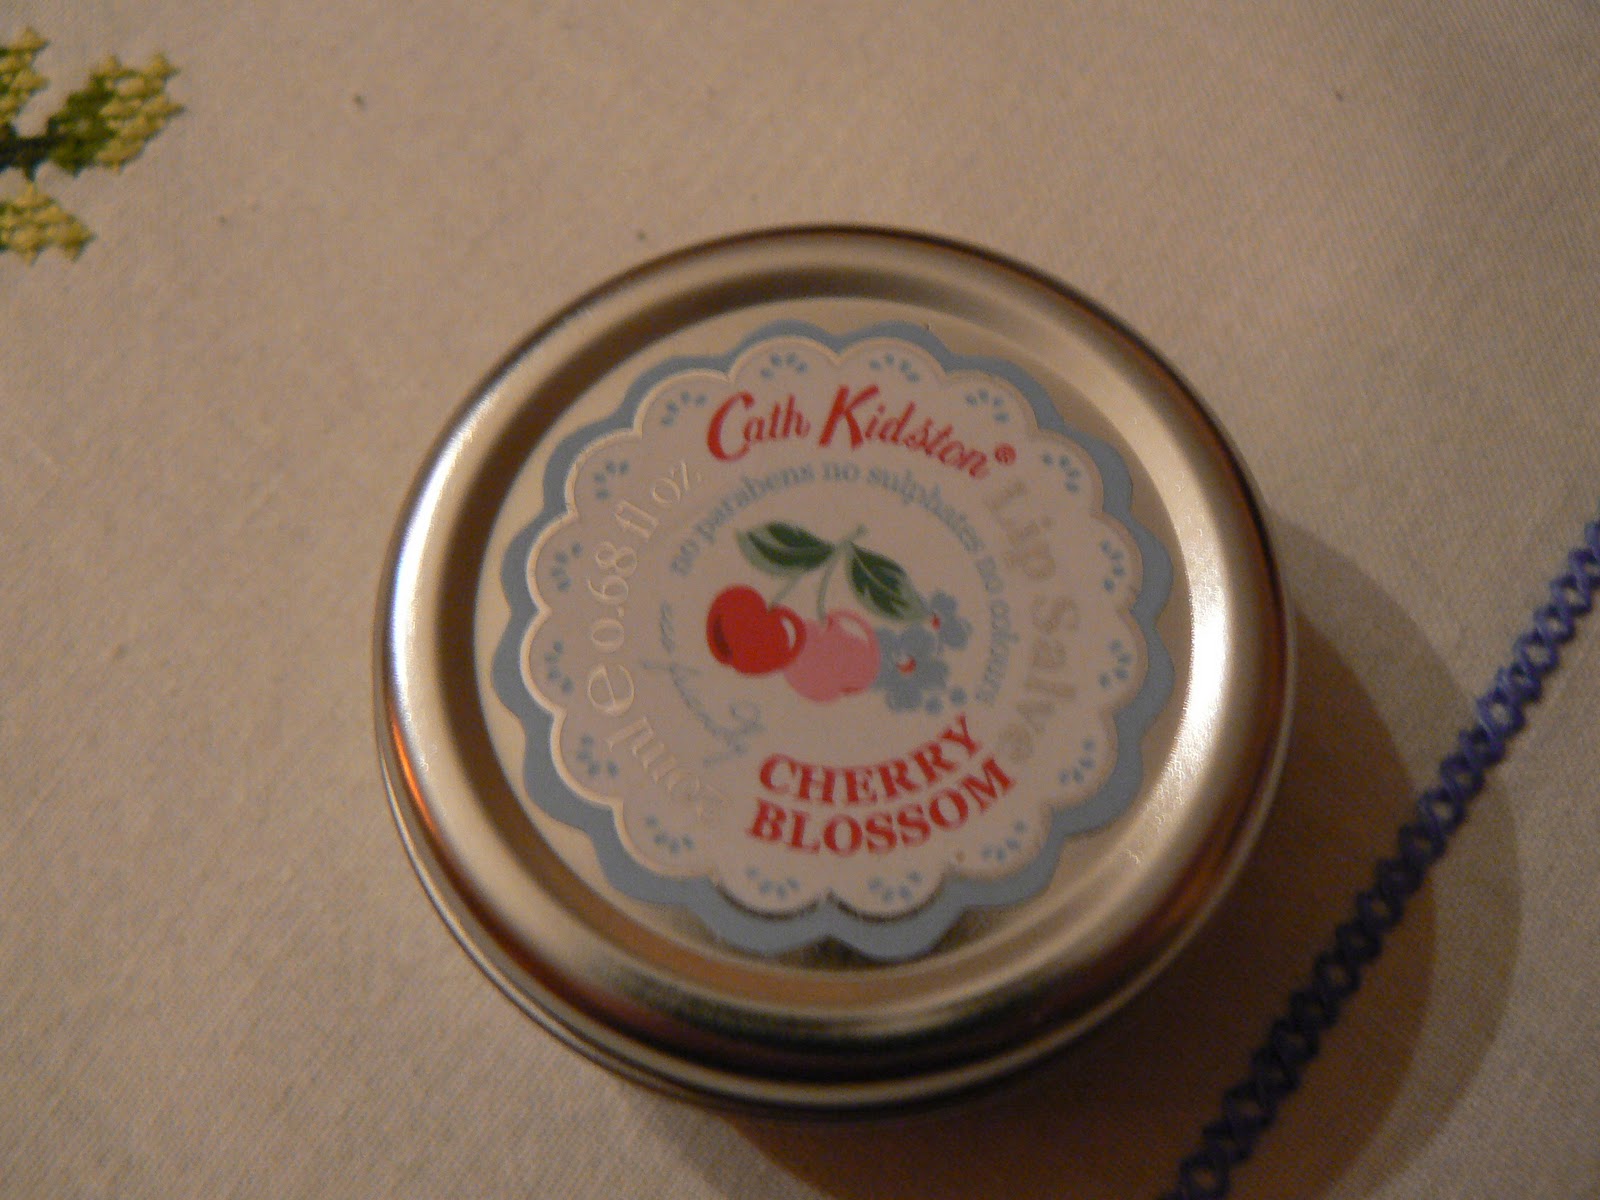 Cath Kidston®
no parabens no sulphates no colours
Lip Salve
20ml e 0.68 fl oz
CHERRY
BLOSSOM